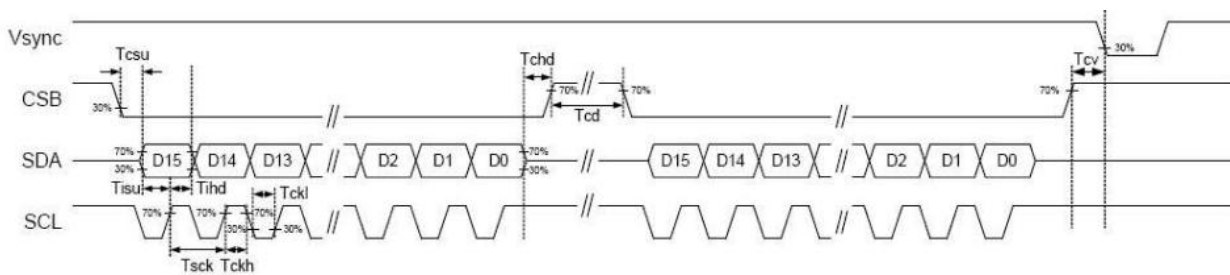 Vsync
30%
Tcsu
Tchd
Tcv
CSB
30%
70%
70%
70%
Tcd
SDA
70%
30%
D15
D14
D13
D2
D1
D0
70%
30%
D15
D14
D13
D2
D1
D0
Tisu
Tihd
Tckl
SCL
70%
70%
70%
30%
30%
Tsck
Tckh